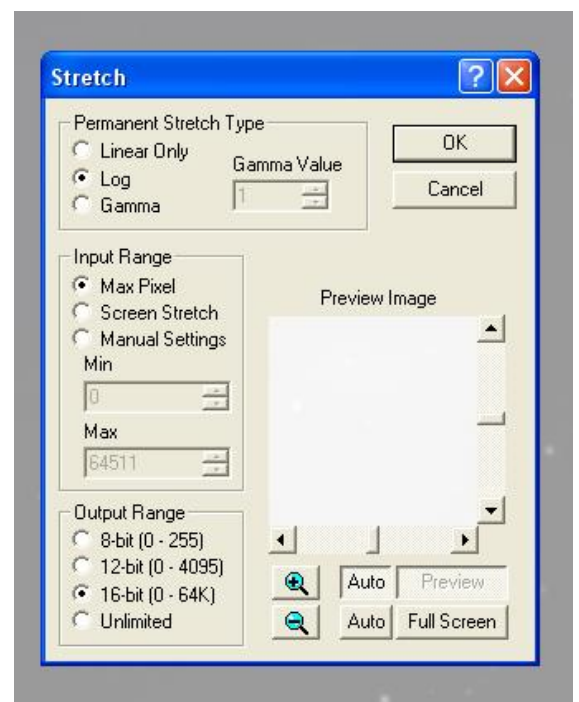 Stretch
Permanent Stretch Type
Linear Only
Log
Gamma
Gamma Value
1
OK
Cancel
Input Range
Max Pixel
Screen Stretch
Manual Settings
Min
0
Max
64511
Preview Image
Output Range
8-bit (0 - 255)
12-bit (0 - 4095)
16-bit (0 - 64K)
Unlimited
Auto
Preview
Auto
Full Screen